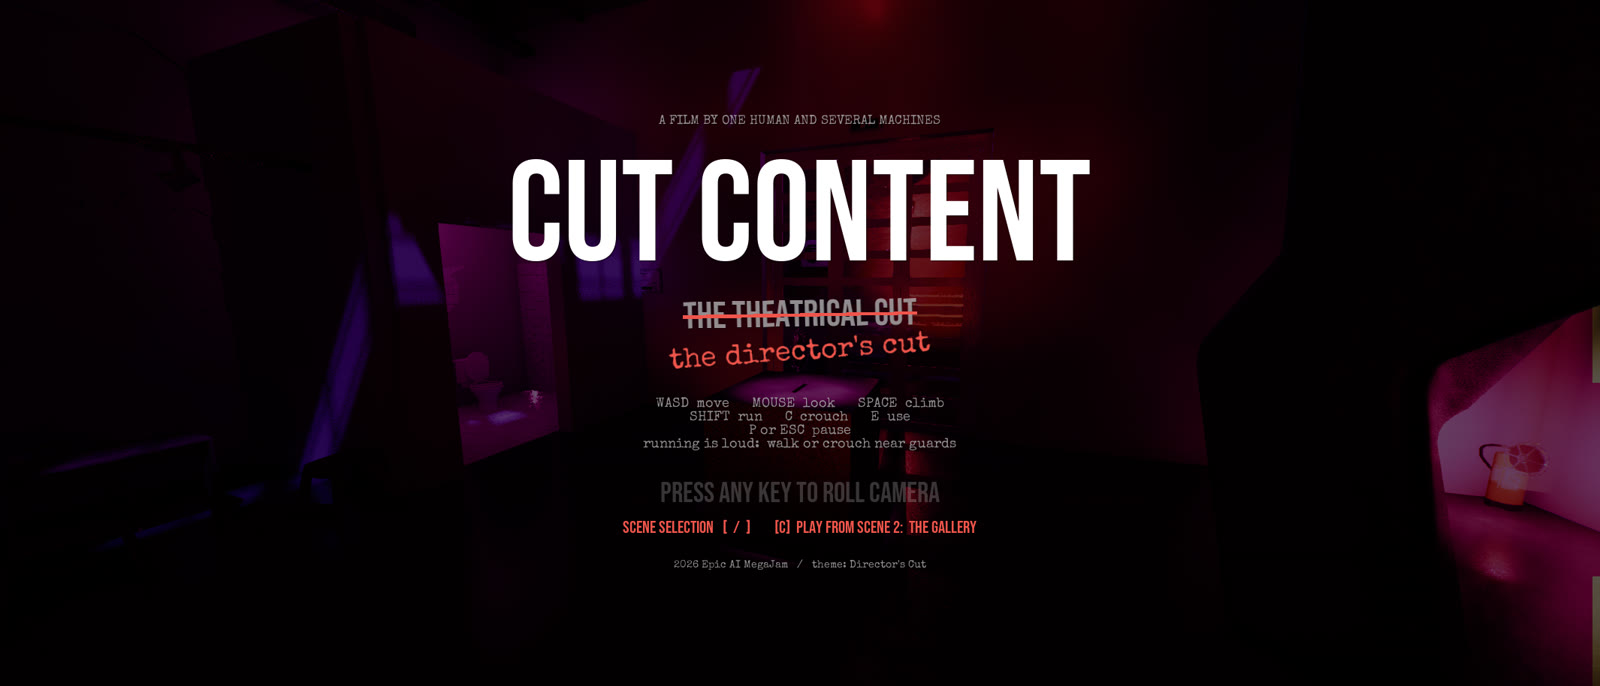 A FILM BY ONE HUMAN AND SEVERAL MACHINES
CUT CONTENT
THE THEATRICAL CUT
the director's cut
WASD move MOUSE look SPACE climb
SHIFT run C crouch E use
P or ESC pause
running is loud: walk or crouch near guards
PRESS ANY KEY TO ROLL CAMERA
SCENE SELECTION [ / ] [C] PLAY FROM SCENE 2: THE GALLERY
2026 Epic AI MegaJam / theme: Director's Cut